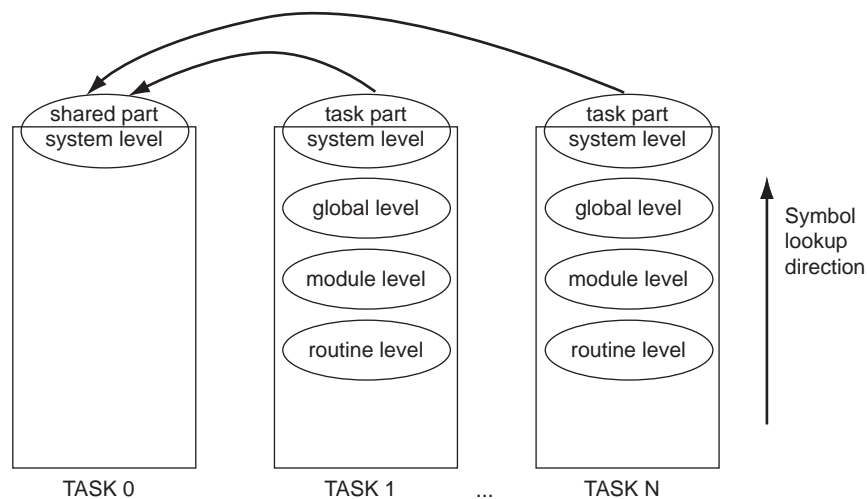 shared part
system level
task part
system level
global level
module level
routine level
task part
system level
global level
module level
routine level
Symbol
lookup
direction
TASK 0
TASK 1
...
TASK N